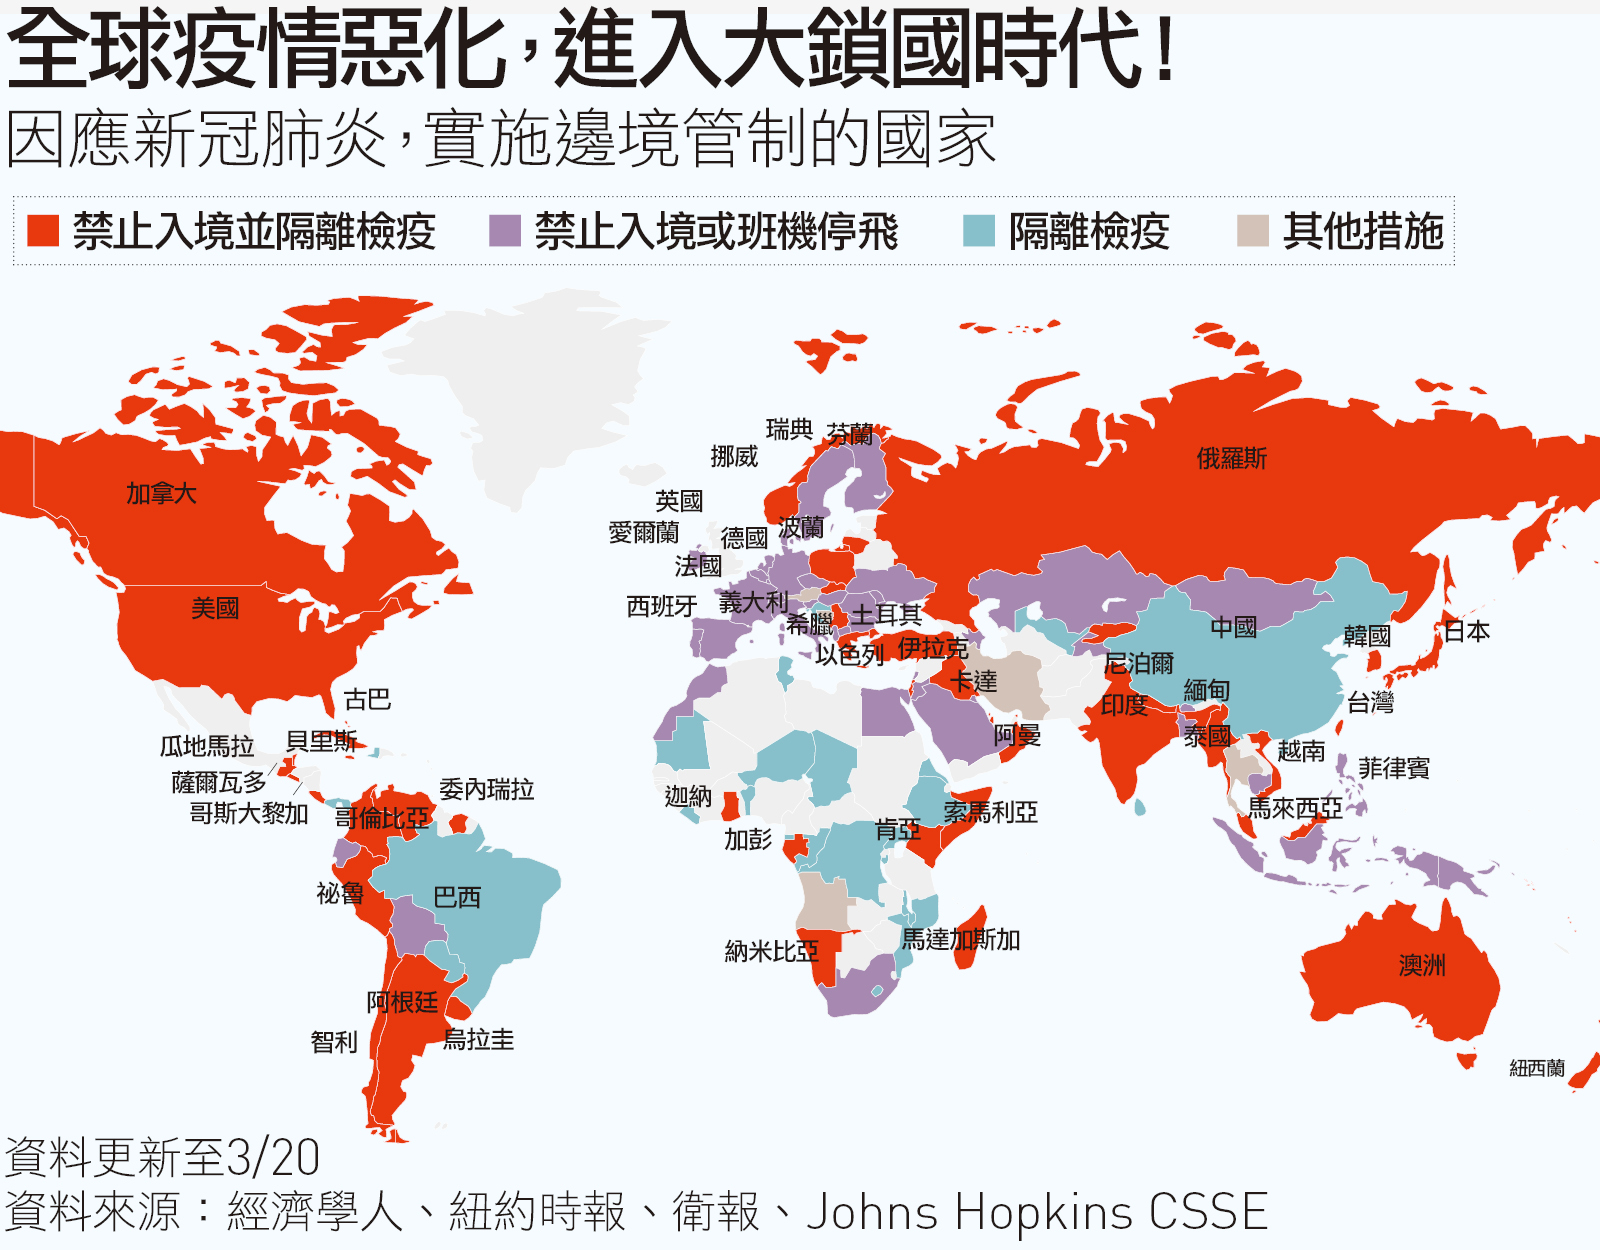 全球疫情惡化，進入大鎖國時代！
因應新冠肺炎，實施邊境管制的國家
禁止入境並隔離檢疫 禁止入境或班機停飛 隔離檢疫 其他措施
瑞典 芬蘭
挪威
俄羅斯
加拿大
英國
愛爾蘭 德國 波蘭
法國
美國
西班牙 義大利 希臘 土耳其
中國 韓國 日本
以色列 伊拉克
卡達 尼泊爾
古巴
印度 緬甸 台灣
瓜地馬拉 貝里斯
阿曼 泰國 越南
薩爾瓦多 委內瑞拉
菲律賓
哥斯大黎加 哥倫比亞
迦納 索馬利亞 馬來西亞
加彭 肯亞
祕魯 巴西
納米比亞 馬達加斯加
澳洲
阿根廷
智利 烏拉圭
紐西蘭
資料更新至3/20
資料來源：經濟學人、紐約時報、衛報、Johns Hopkins CSSE